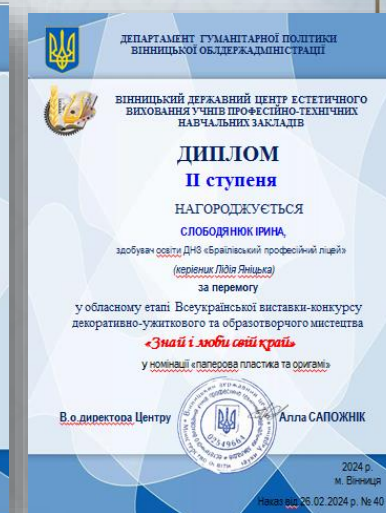 ДЕПАРТАМЕНТ ГУМАНІТАРНОЇ ПОЛІТИКИ
ВІННИЦЬКОЇ ОБЛДЕРЖАДМІНІСТРАЦІЇ
ВІННИЦЬКИЙ ДЕРЖАВНИЙ ЦЕНТР ЕСТЕТИЧНОГО
ВИХОВАННЯ УЧНІВ ПРОФЕСІЙНО-ТЕХНІЧНИХ
НАВЧАЛЬНИХ ЗАКЛАДІВ
ДИПЛОМ
ІІ ступеня
НАГОРОДЖУЄТЬСЯ
СЛОБОДЯНЮК ІРИНА,
здобувач освіти ДНЗ «Браїлівський професійний ліцей»
(керівник Лідія Яніцька)
за перемогу
у обласному етапі Всеукраїнської виставки-конкурсу
декоративно-ужиткового та образотворчого мистецтва
«Знай і люби свій край»
у номінації «паперова пластика та оригамі»
В.о.директора Центру Алла САПОЖНІК
02549664
2024 р.
м. Вінниця
Наказ від 26.02.2024 р. № 40